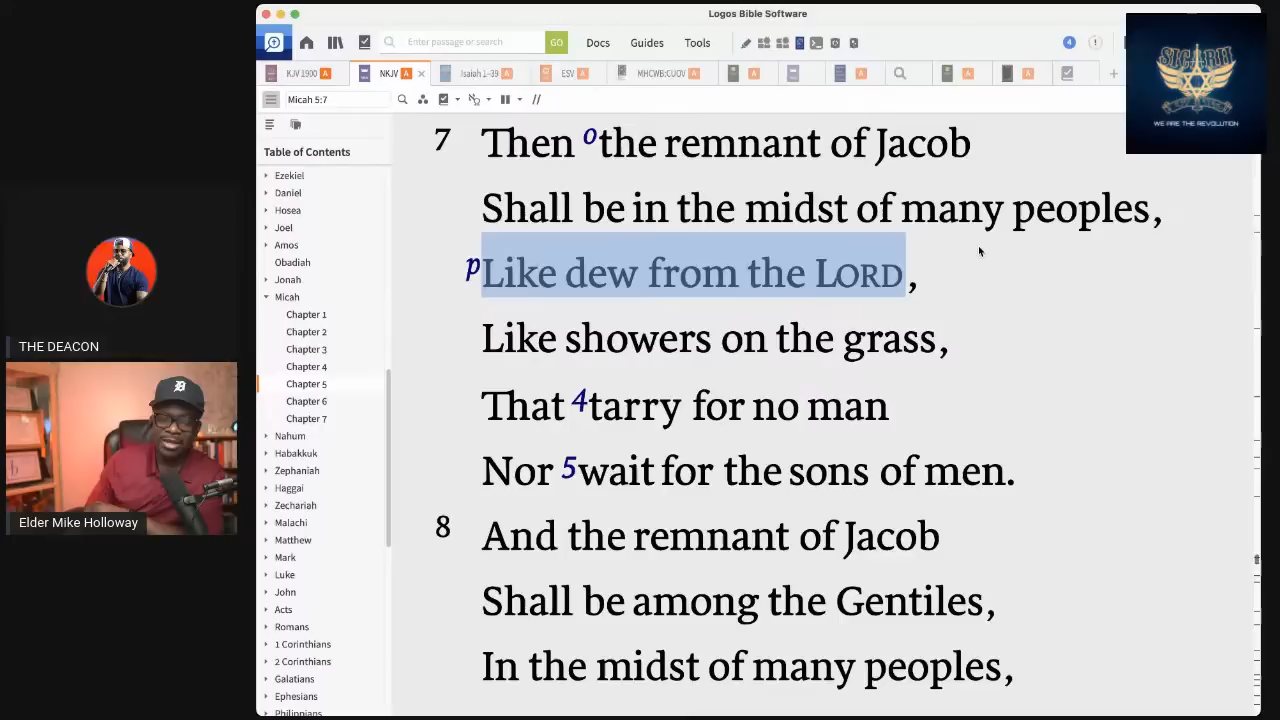 Logos Bible Software
Enter passage or search
GO
Docs
Guides
Tools
4
KJV 1900 A
NKJV A
Isaiah 1–39 A
ESV A
MHCWB:CUOV A
A
A
A
A
Micah 5:7
Table of Contents
Ezekiel
Daniel
Hosea
Joel
Amos
Obadiah
Jonah
Micah
Chapter 1
Chapter 2
Chapter 3
Chapter 4
Chapter 5
Chapter 6
Chapter 7
Nahum
Habakkuk
Zephaniah
Haggai
Zechariah
Malachi
Matthew
Mark
Luke
John
Acts
Romans
1 Corinthians
2 Corinthians
Galatians
Ephesians
Philippians
7 Then othe remnant of Jacob
Shall be in the midst of many peoples,
pLike dew from the LORD,
Like showers on the grass,
That 4tarry for no man
Nor 5wait for the sons of men.
8 And the remnant of Jacob
Shall be among the Gentiles,
In the midst of many peoples,
SICARII
WE ARE THE REVOLUTION
THE DEACON
Elder Mike Holloway